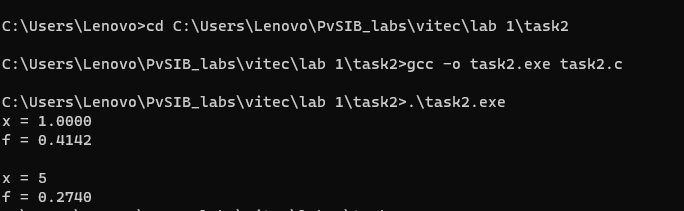 C:\Users\Lenovo>cd C:\Users\Lenovo\PvSIB_labs\vitec\lab 1\task2
C:\Users\Lenovo\PvSIB_labs\vitec\lab 1\task2>gcc -o task2.exe task2.c
C:\Users\Lenovo\PvSIB_labs\vitec\lab 1\task2>.\task2.exe
x = 1.0000
f = 0.4142
x = 5
f = 0.2740